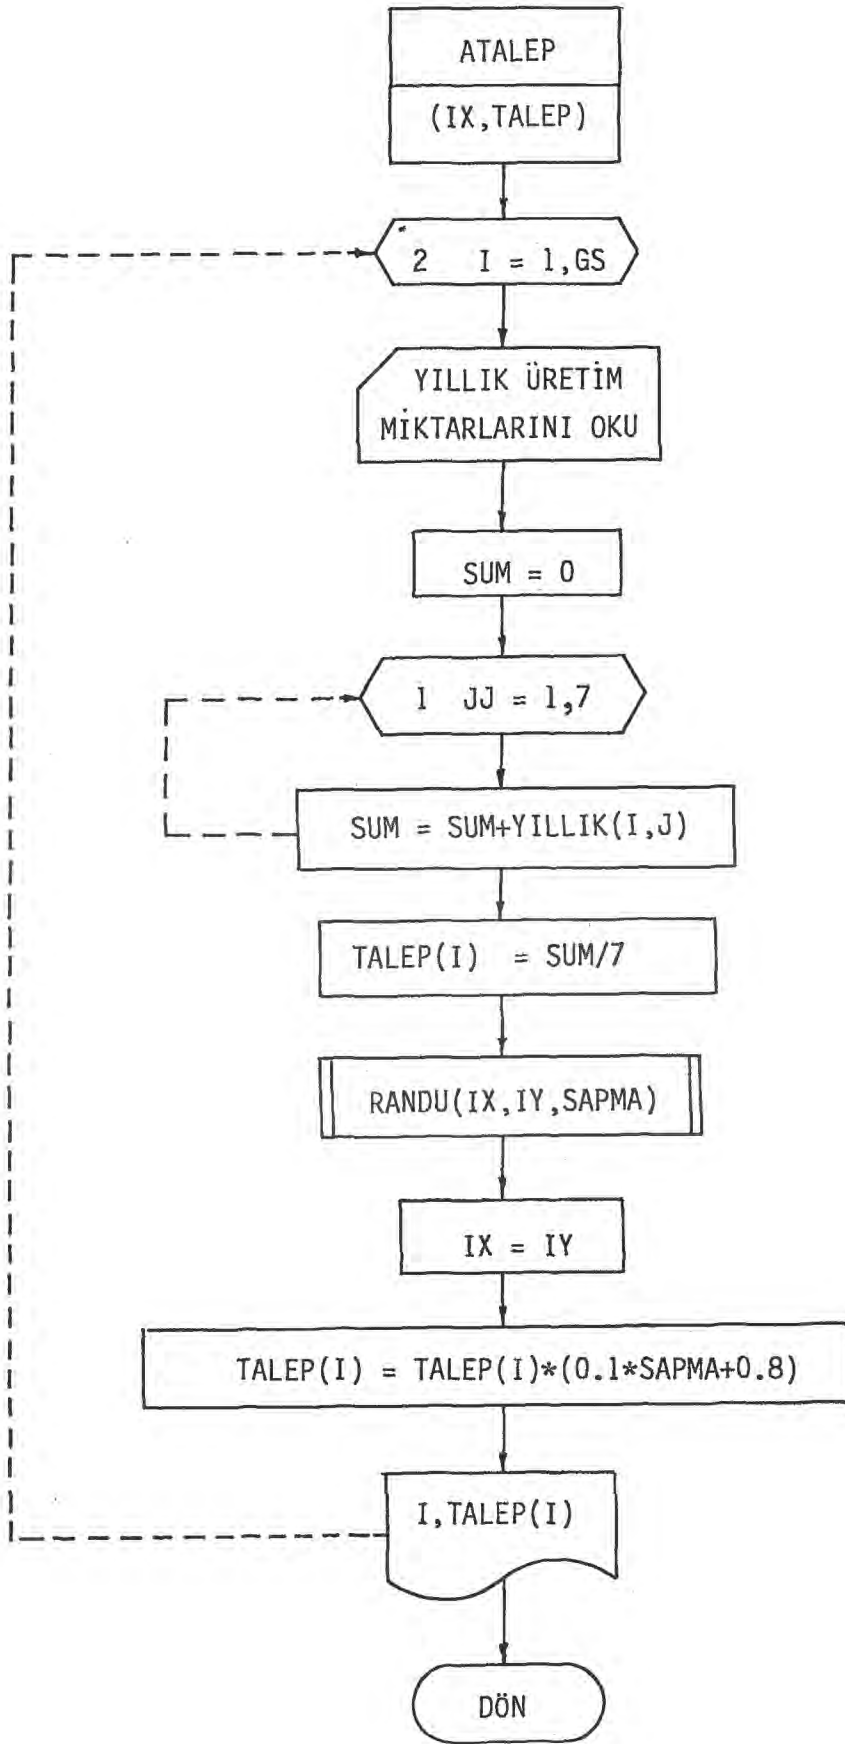 ATALEP
(IX,TALEP)
2 I = 1,GS
YILLIK ÜRETİM
MİKTARLARINI OKU
SUM = 0
1 JJ = 1,7
SUM = SUM+YILLIK(I,J)
TALEP(I) = SUM/7
RANDU(IX,IY,SAPMA)
IX = IY
TALEP(I) = TALEP(I)*(0.1*SAPMA+0.8)
I,TALEP(I)
DÖN